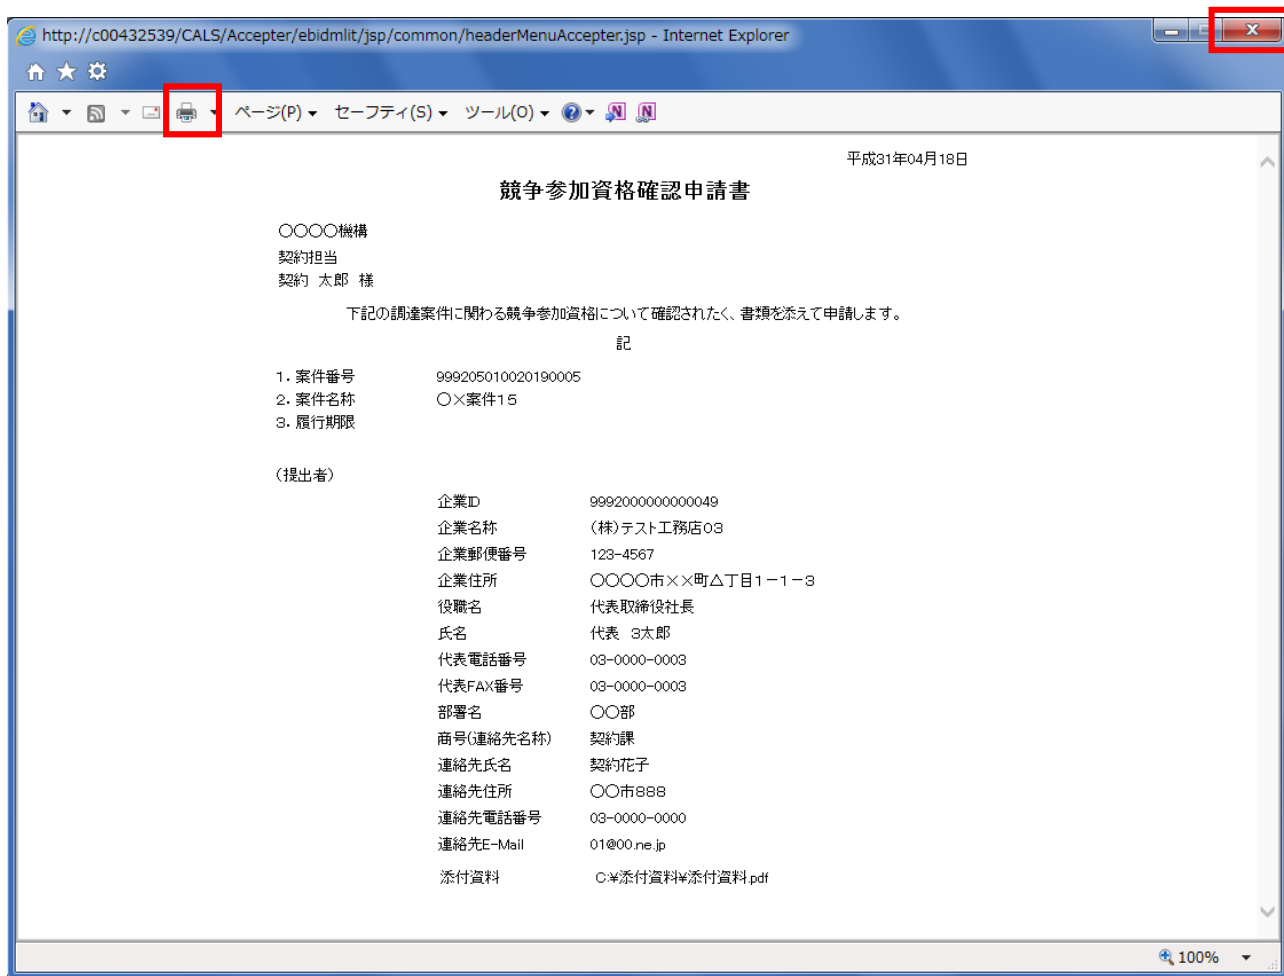 http://c00432539/CALS/Accepter/ebidmlit/jsp/common/headerMenuAccepter.jsp - Internet Explorer
ページ(P) セーフティ(S) ツール(O)
平成31年04月18日
競争参加資格確認申請書
〇〇〇〇機構
契約担当
契約 太郎 様
下記の調達案件に関わる競争参加資格について確認されたく、書類を添えて申請します。
記
1. 案件番号 999205010020190005
2. 案件名称 〇×案件15
3. 履行期限
(提出者)
企業ID 9992000000000049
企業名称 (株)テスト工務店03
企業郵便番号 123-4567
企業住所 〇〇〇〇市××町△丁目1-1-3
役職名 代表取締役社長
氏名 代表 3太郎
代表電話番号 03-0000-0003
代表FAX番号 03-0000-0003
部署名 〇〇部
商号(連絡先名称) 契約課
連絡先氏名 契約花子
連絡先住所 〇〇市888
連絡先電話番号 03-0000-0000
連絡先E-Mail 01@00.ne.jp
添付資料 C:¥添付資料¥添付資料.pdf
100%